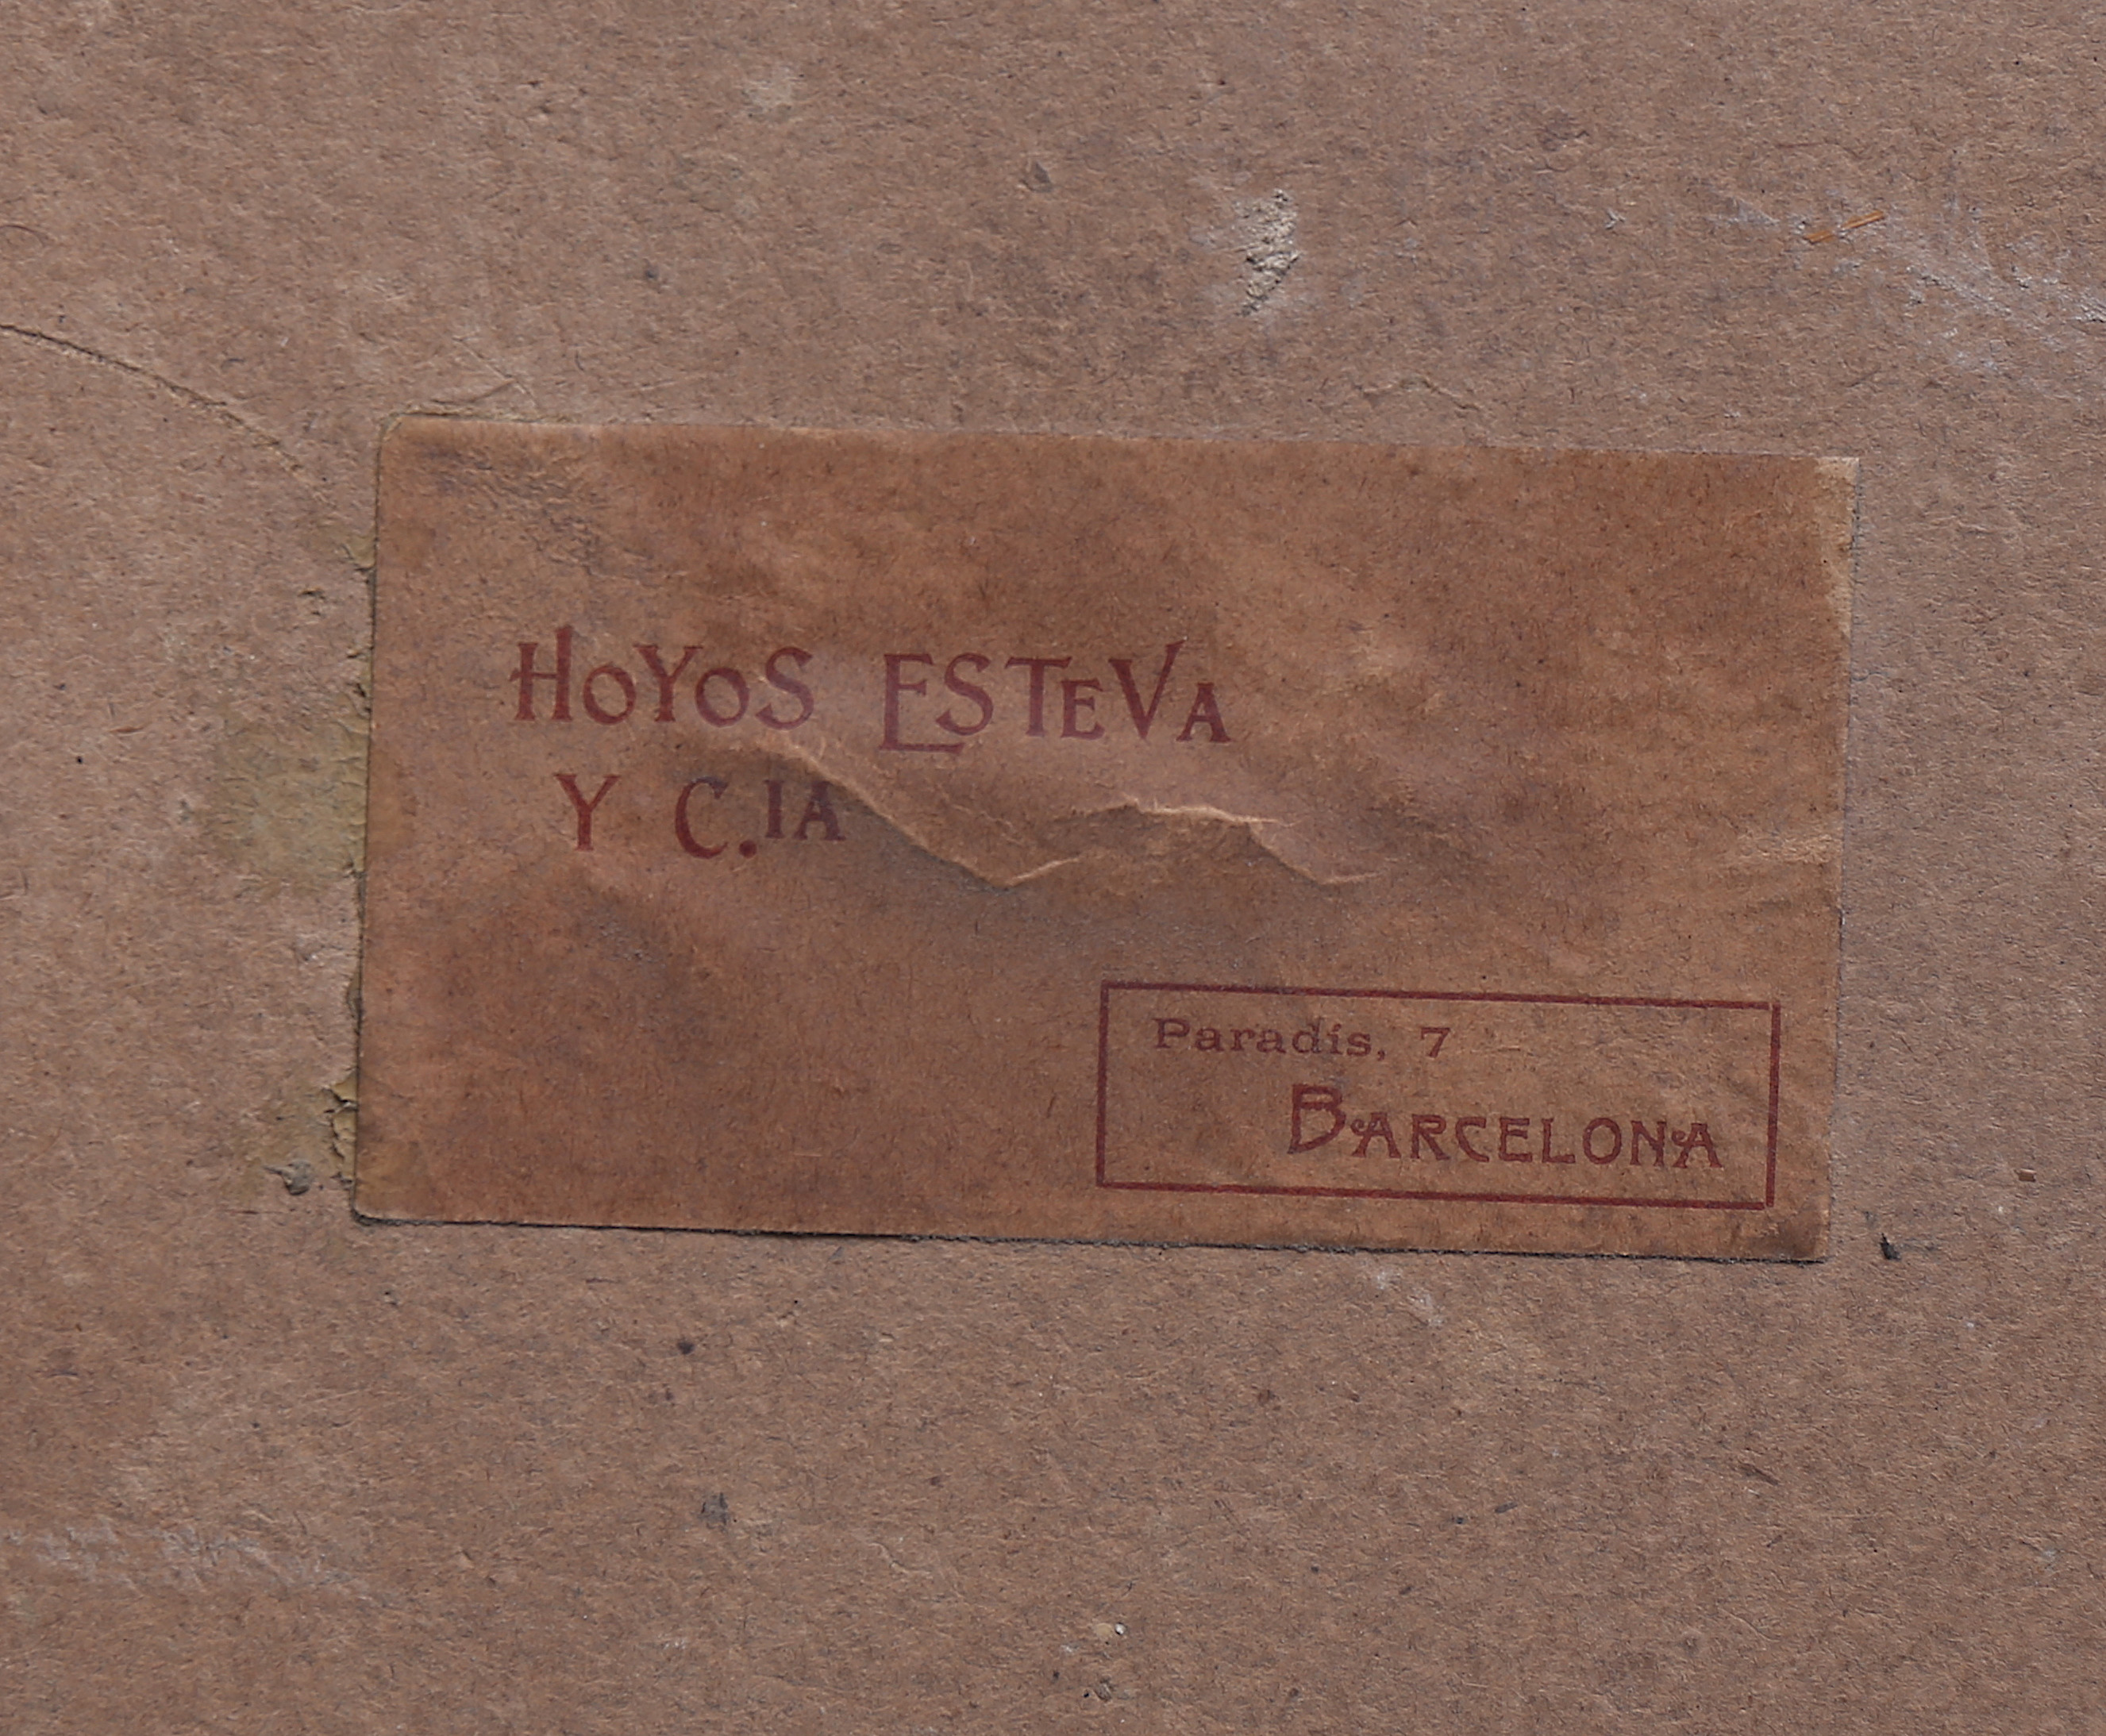 HOYOS ESTEVA
Y C.IA
Paradís, 7
BARCELONA